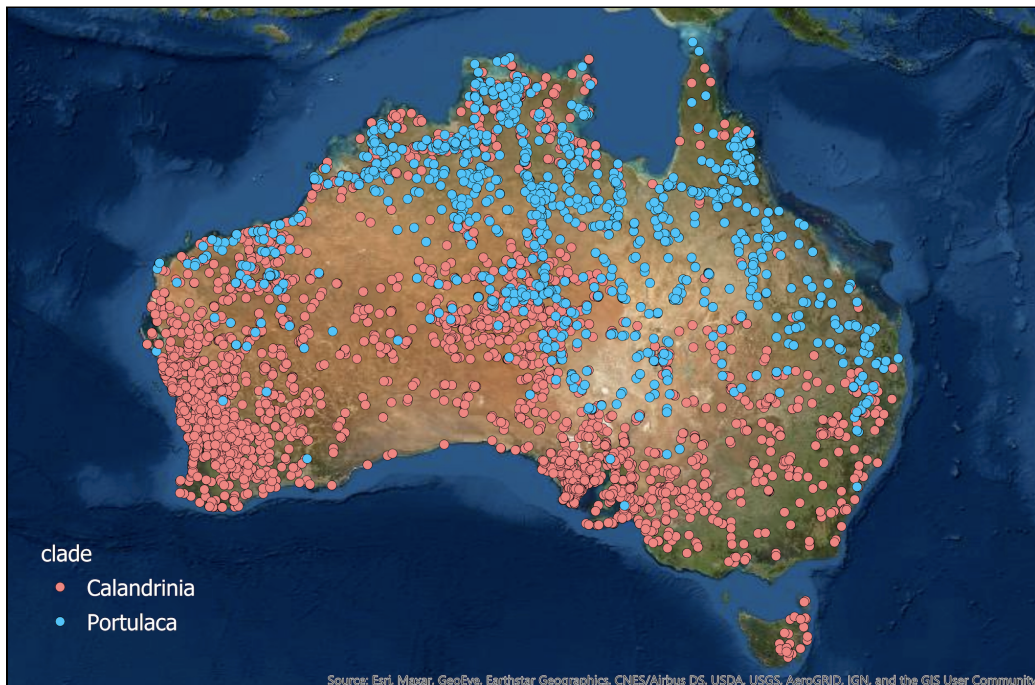 clade
Calandrinia
Portulaca
Source: Esri, Maxar, GeoEye, Earthstar Geographics, CNES/Airbus DS, USDA, USGS, AeroGRID, IGN, and the GIS User Communi